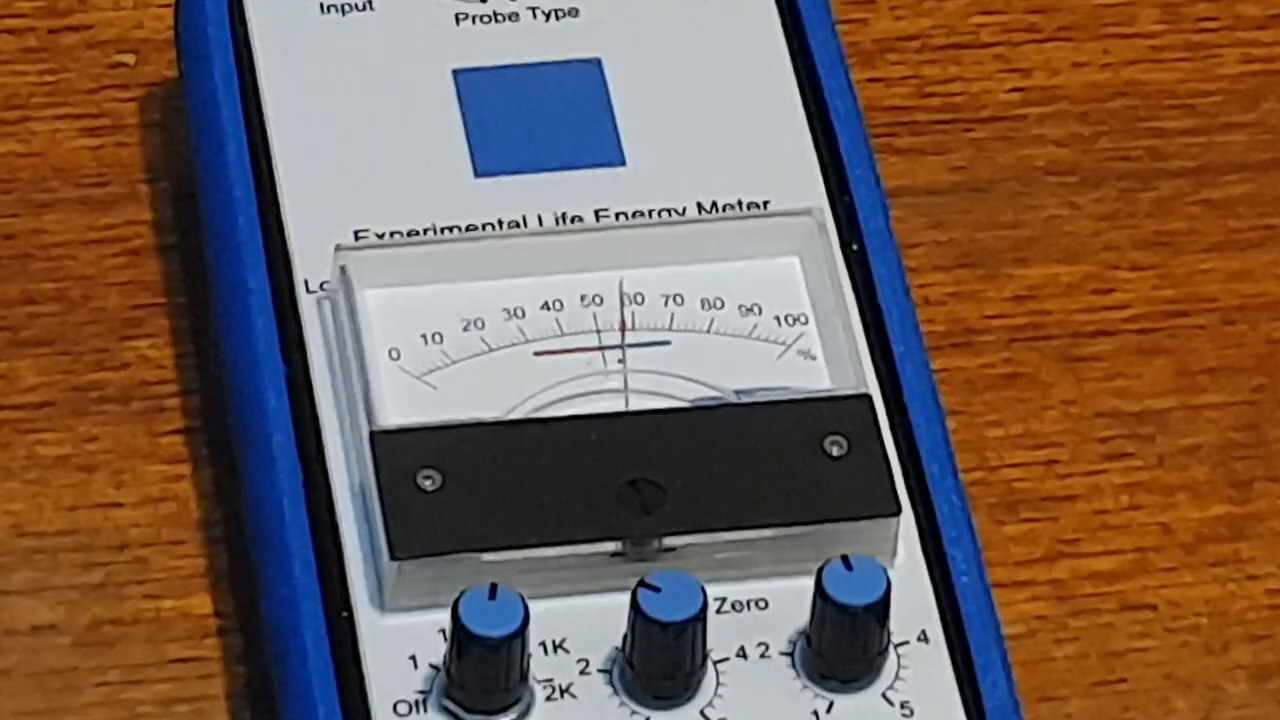 Input
Probe Type
Experimental Life Energy Meter
0 10 20 30 40 50 60 70 80 90 100
%
Zero
1 1K
Off 2K
2 4
2 4
1 5